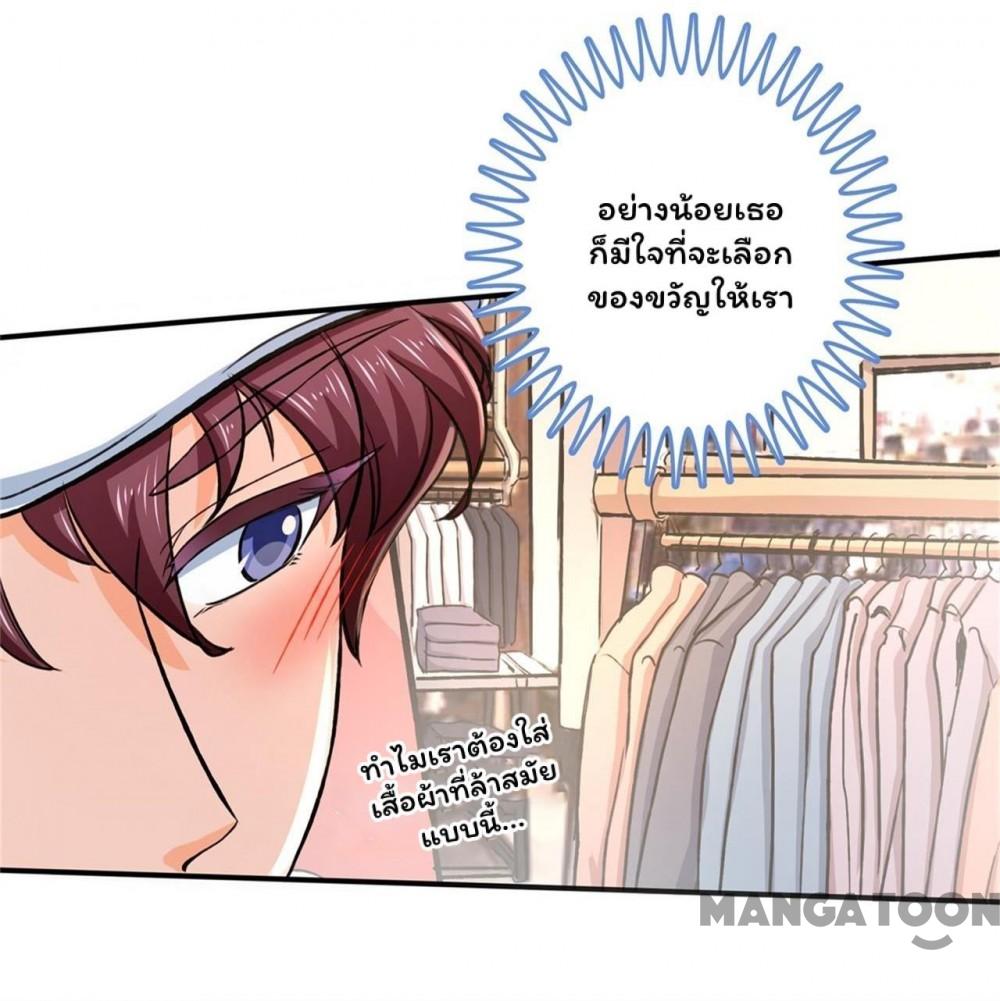 อย่างน้อยเธอ
ก็มีใจที่จะเลือก
ของขวัญให้เรา
ทำไมเราต้องใส่
เสื้อผ้าที่ล้าสมัย
แบบนี้...
MANGATOON